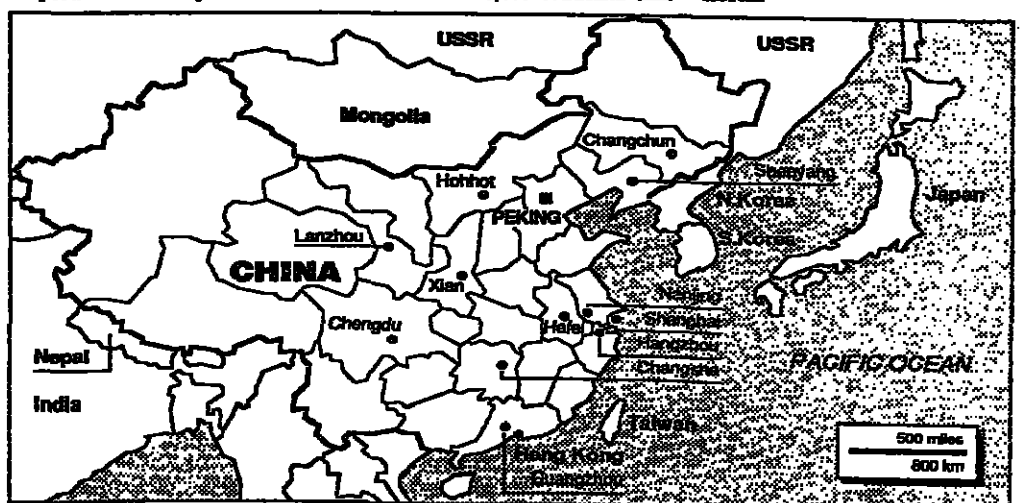 USSR
USSR
Mongolia
Changchun
Shenyang
Hohhot
PEKING
N.Korea
Japan
S.Korea
Lanzhou
CHINA
Xian
Nanjing
Shanghai
Hangzhou
Chengdu
Hefei
Changsha
Nepal
PACIFIC OCEAN
India
Taiwan
Hong Kong
Guangzhou
500 miles
800 km